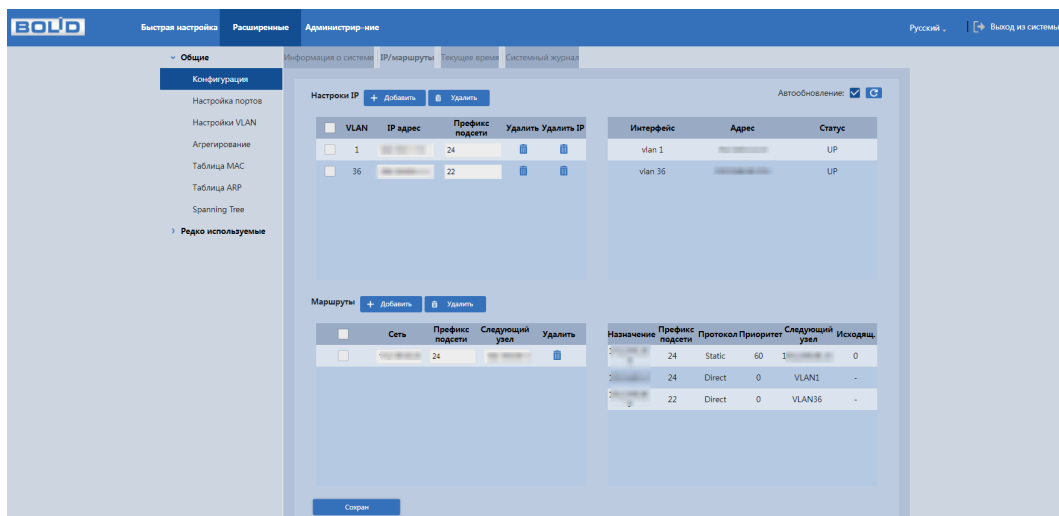 BOLID
Быстрая настройка Расширенные Администрир-ние Русский Выход из системы
Общие
Информация о системе IP/маршруты Текущее время Системный журнал
Конфигурация
Настройка портов
Настройки VLAN
Агрегирование
Таблица MAC
Таблица ARP
Spanning Tree
Редко используемые
Настроки IP + Добавить Удалить Автообновление:
VLAN IP адрес Префикс подсети Удалить Удалить IP
1 24
36 22
Интерфейс Адрес Статус
vlan 1 UP
vlan 36 UP
Маршруты + Добавить Удалить
Сеть Префикс подсети Следующий узел Удалить
24
Назначение Префикс подсети Протокол Приоритет Следующий узел Исходящ.
24 Static 60 0
24 Direct 0 VLAN1 -
22 Direct 0 VLAN36 -
Сохран